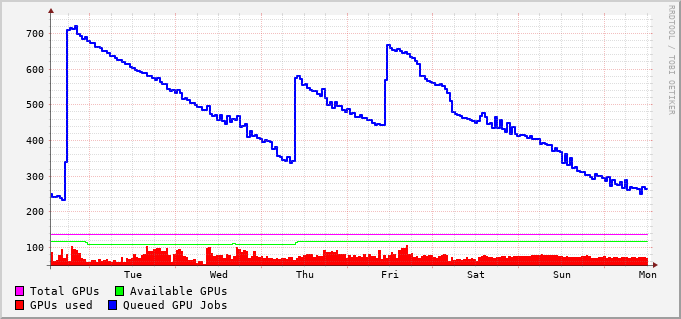 700
600
500
400
300
200
100
Tue Wed Thu Fri Sat Sun Mon
Total GPUs Available GPUs
GPUs used Queued GPU Jobs
RRDTOOL / TOBI OETIKER